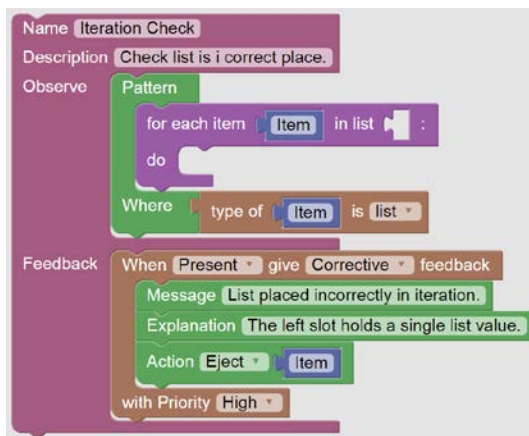 Name Iteration Check
Description Check list is i correct place.
Observe Pattern
for each item Item in list :
do
Where type of Item is list
Feedback When Present give Corrective feedback
Message List placed incorrectly in iteration.
Explanation The left slot holds a single list value.
Action Eject Item
with Priority High